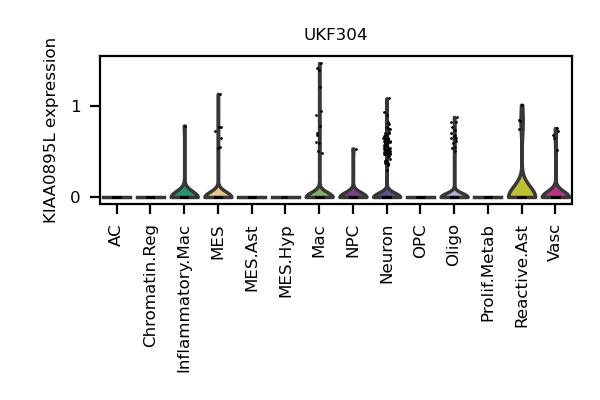 UKF304
KIAA0895L expression
1
0
AC
Chromatin.Reg
Inflammatory.Mac
MES
MES.Ast
MES.Hyp
Mac
NPC
Neuron
OPC
Oligo
Prolif.Metab
Reactive.Ast
Vasc